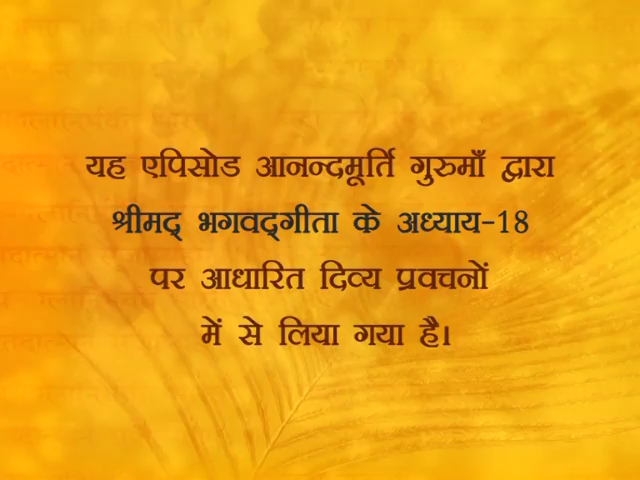 यह एपिसोड आनन्दमूर्ति गुरुमाँ द्वारा
श्रीमद् भगवद्गीता के अध्याय-18
पर आधारित दिव्य प्रवचनों
में से लिया गया है।